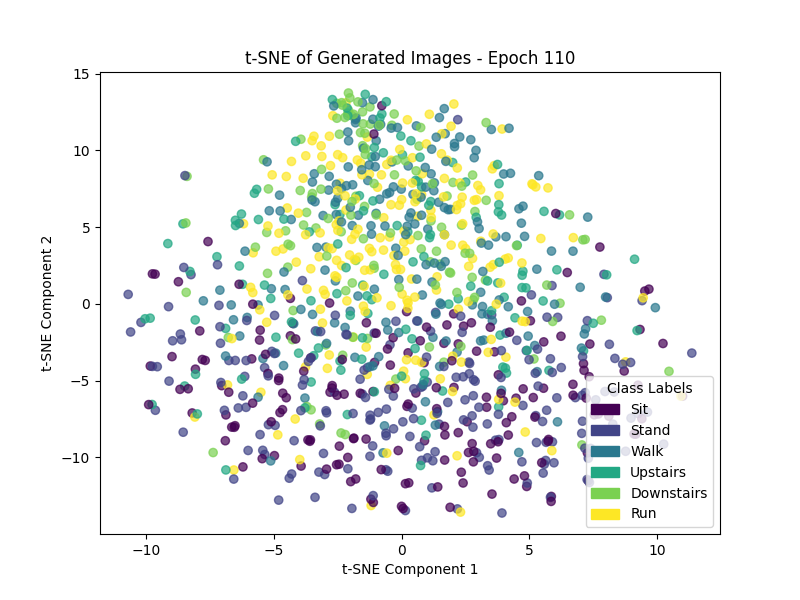 t-SNE of Generated Images - Epoch 110
15
10
5
0
−5
−10
t-SNE Component 2
−10
−5
0
5
10
t-SNE Component 1
Class Labels
Sit
Stand
Walk
Upstairs
Downstairs
Run